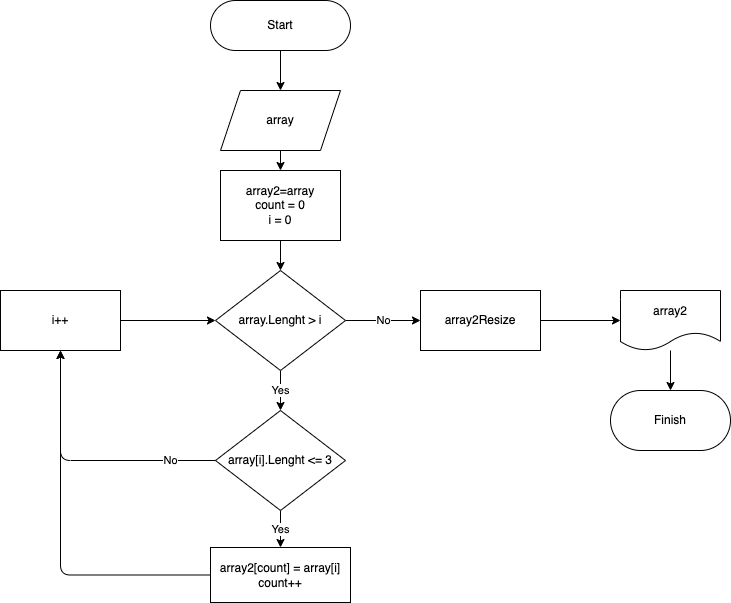 Start
array
array2=array
count = 0
i = 0
i++
array.Lenght > i
No
array2Resize
array2
Yes
Finish
No
array[i].Lenght <= 3
Yes
array2[count] = array[i]
count++